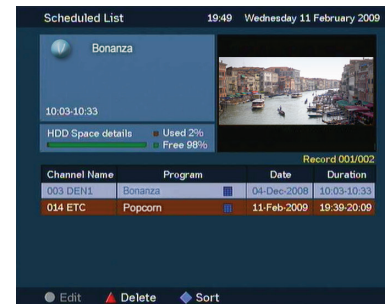 Scheduled List 19:49 Wednesday 11 February 2009
Bonanza
10:03-10:33
HDD Space details Used 2%
Free 98%
Record 001/002
Channel Name Program Date Duration
003 DEN1 Bonanza 04-Dec-2008 10:03-10:33
014 ETC Popcorn 11-Feb-2009 19:39-20:09
Edit Delete Sort